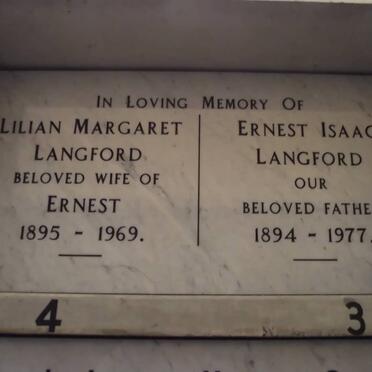 IN LOVING MEMORY OF
LILIAN MARGARET
LANGFORD
BELOVED WIFE OF
ERNEST
1895 - 1969.
ERNEST ISAAC
LANGFORD
OUR
BELOVED FATHE
1894 - 1977.
4
3